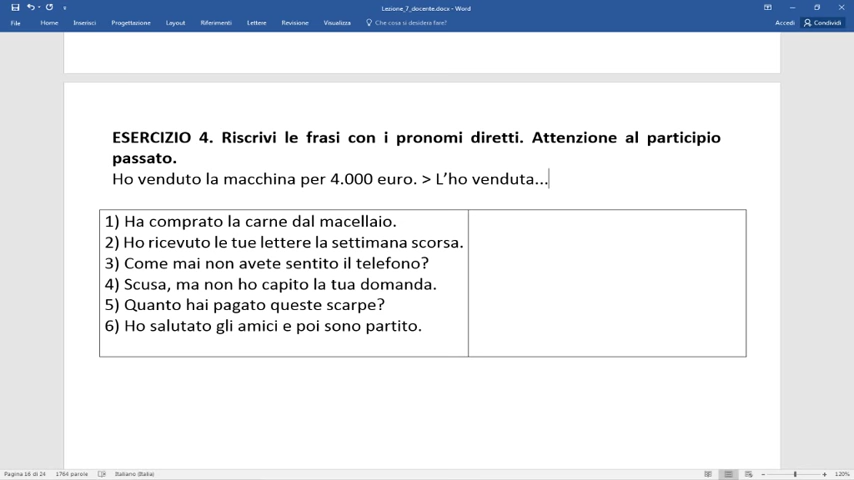 Lezione_7_docente.docx - Word
File Home Inserisci Progettazione Layout Riferimenti Lettere Revisione Visualizza Che cosa si desidera fare? Accedi Condividi
ESERCIZIO 4. Riscrivi le frasi con i pronomi diretti. Attenzione al participio
passato.
Ho venduto la macchina per 4.000 euro. > L’ho venduta...
1) Ha comprato la carne dal macellaio.
2) Ho ricevuto le tue lettere la settimana scorsa.
3) Come mai non avete sentito il telefono?
4) Scusa, ma non ho capito la tua domanda.
5) Quanto hai pagato queste scarpe?
6) Ho salutato gli amici e poi sono partito.
Pagina 16 di 24 1764 parole Italiano (Italia) 120%